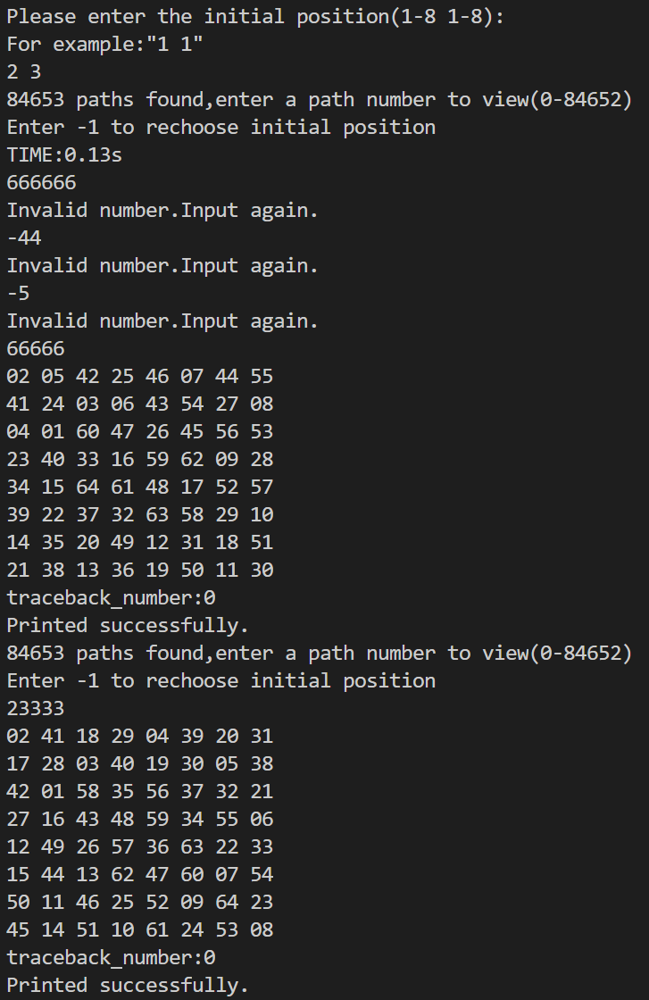 Please enter the initial position(1-8 1-8):
For example:"1 1"
2 3
84653 paths found,enter a path number to view(0-84652)
Enter -1 to rechoose initial position
TIME:0.13s
666666
Invalid number.Input again.
-44
Invalid number.Input again.
-5
Invalid number.Input again.
66666
02 05 42 25 46 07 44 55
41 24 03 06 43 54 27 08
04 01 60 47 26 45 56 53
23 40 33 16 59 62 09 28
34 15 64 61 48 17 52 57
39 22 37 32 63 58 29 10
14 35 20 49 12 31 18 51
21 38 13 36 19 50 11 30
traceback_number:0
Printed successfully.
84653 paths found,enter a path number to view(0-84652)
Enter -1 to rechoose initial position
23333
02 41 18 29 04 39 20 31
17 28 03 40 19 30 05 38
42 01 58 35 56 37 32 21
27 16 43 48 59 34 55 06
12 49 26 57 36 63 22 33
15 44 13 62 47 60 07 54
50 11 46 25 52 09 64 23
45 14 51 10 61 24 53 08
traceback_number:0
Printed successfully.